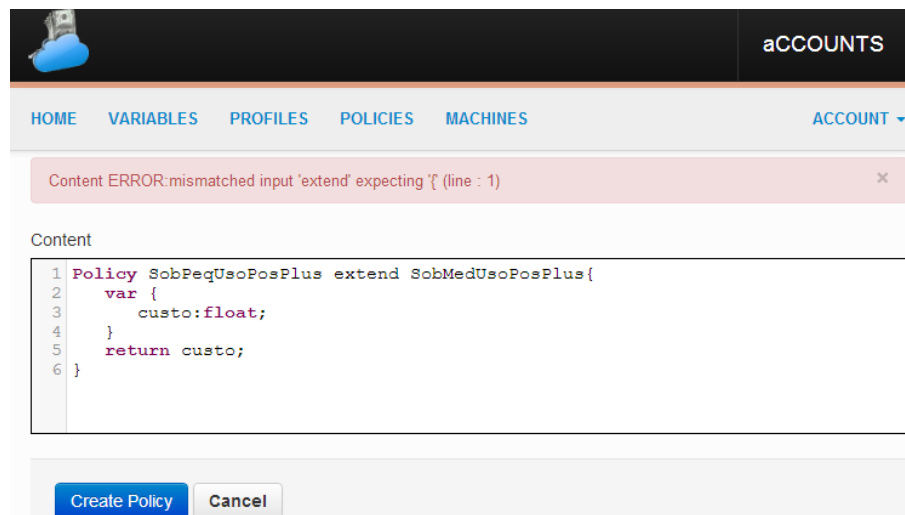 aCCOUNTS
HOME VARIABLES PROFILES POLICIES MACHINES ACCOUNT
Content ERROR:mismatched input 'extend' expecting '{' (line : 1) ×
Content
1 Policy SobPeqUsoPosPlus extend SobMedUsoPosPlus{
2 var {
3 custo:float;
4 }
5 return custo;
6 }
Create Policy Cancel